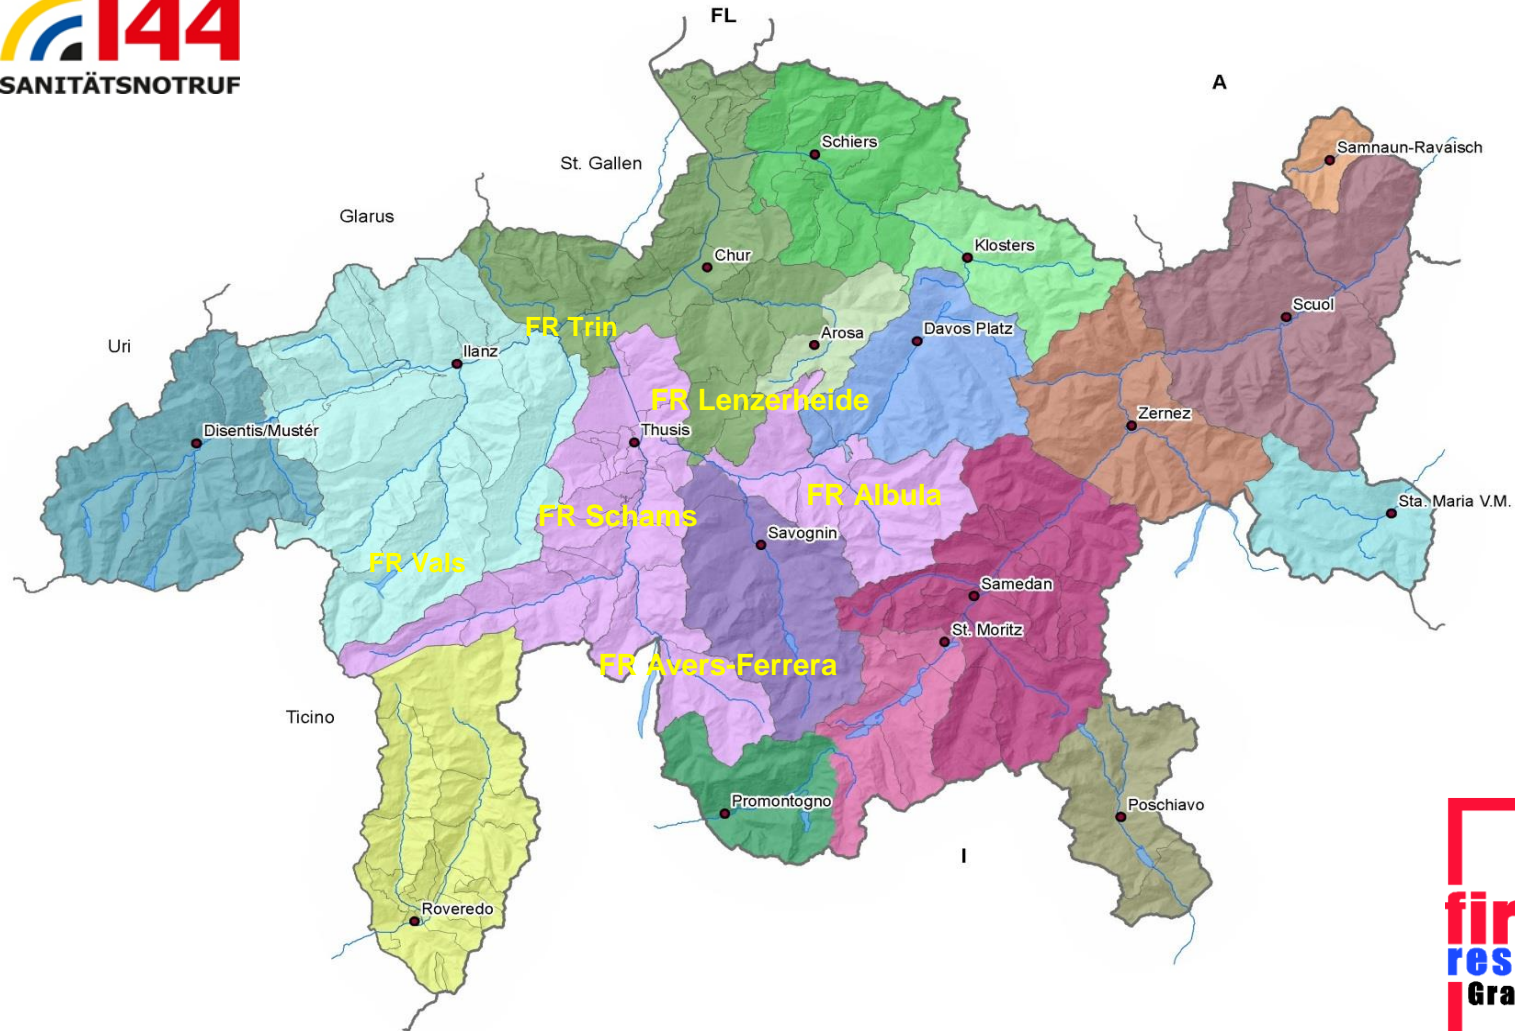 FL
144
SANITÄTSNOTRUF
A
Schiers
Samnaun-Ravaisch
St. Gallen
Glarus
Klosters
Chur
Scuol
FR Trin
Arosa
Davos Platz
Uri
Ilanz
FR Lenzerheide
Zernez
Disentis/Mustér
Thusis
FR Albula
Sta. Maria V.M.
FR Schams
Savognin
FR Vals
Samedan
St. Moritz
FR Avers-Ferrera
Ticino
Promontogno
Poschiavo
I
Roveredo
fir
res
Gra